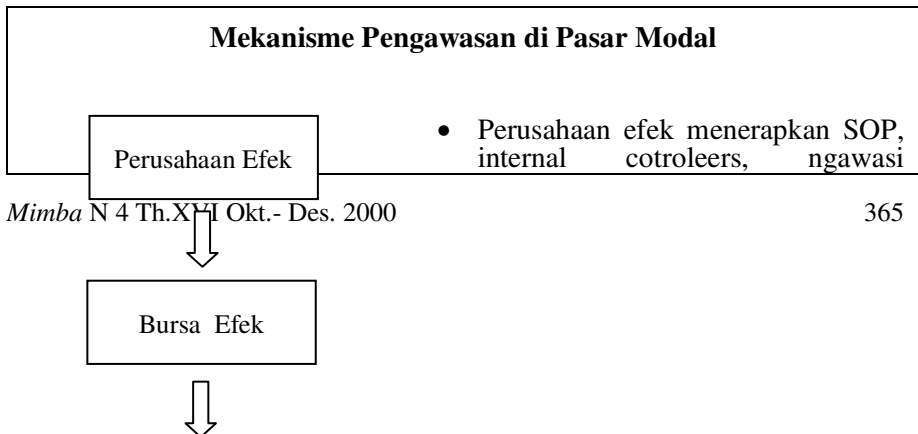 Mekanisme Pengawasan di Pasar Modal
Perusahaan Efek
• Perusahaan efek menerapkan SOP,
internal cotroleers, ngawasi
Mimba N 4 Th.XVI Okt.- Des. 2000 365
Bursa Efek